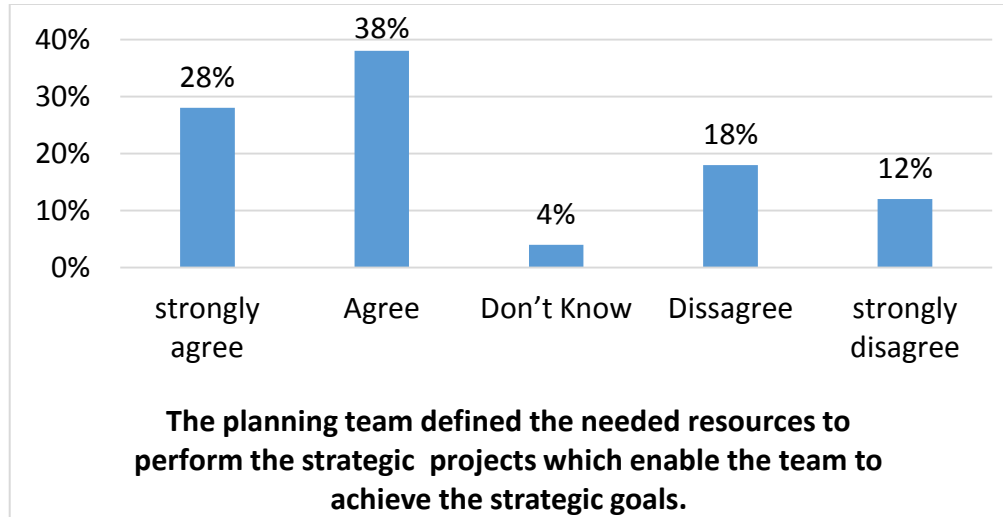 40%
30%
20%
10%
0%
28%
38%
4%
18%
12%
strongly
agree
Agree
Don’t Know
Dissagree
strongly
disagree
The planning team defined the needed resources to
perform the strategic projects which enable the team to
achieve the strategic goals.